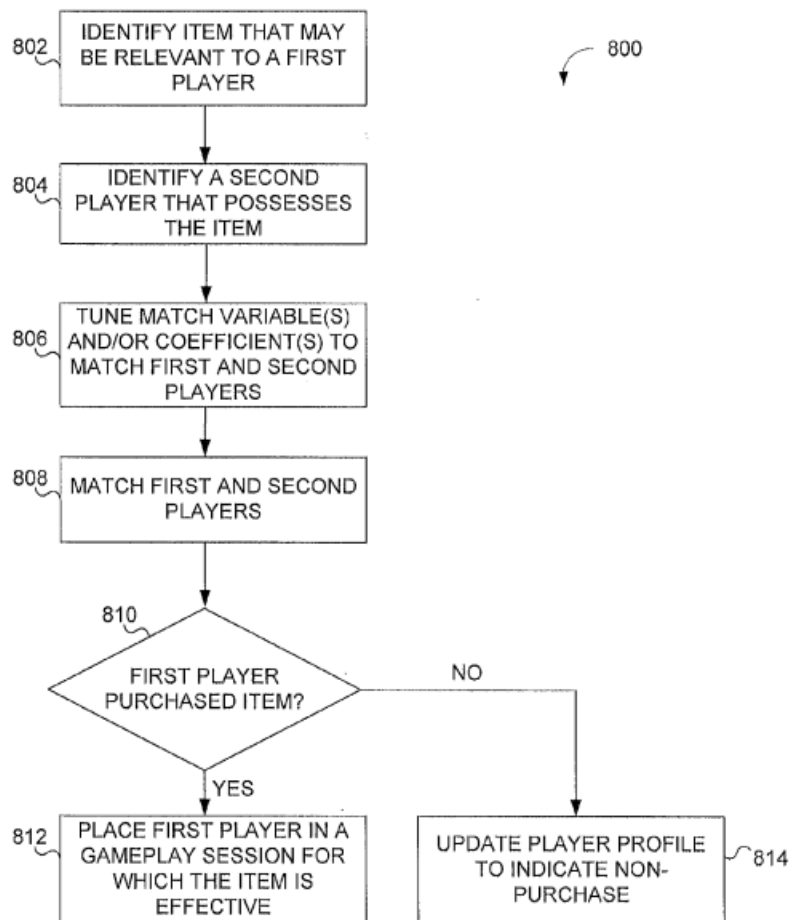 802
IDENTIFY ITEM THAT MAY
BE RELEVANT TO A FIRST
PLAYER
800
804
IDENTIFY A SECOND
PLAYER THAT POSSESSES
THE ITEM
806
TUNE MATCH VARIABLE(S)
AND/OR COEFFICIENT(S) TO
MATCH FIRST AND SECOND
PLAYERS
808
MATCH FIRST AND SECOND
PLAYERS
810
FIRST PLAYER
PURCHASED ITEM?
NO
YES
812
PLACE FIRST PLAYER IN A
GAMEPLAY SESSION FOR
WHICH THE ITEM IS
EFFECTIVE
UPDATE PLAYER PROFILE
TO INDICATE NON-
PURCHASE
814